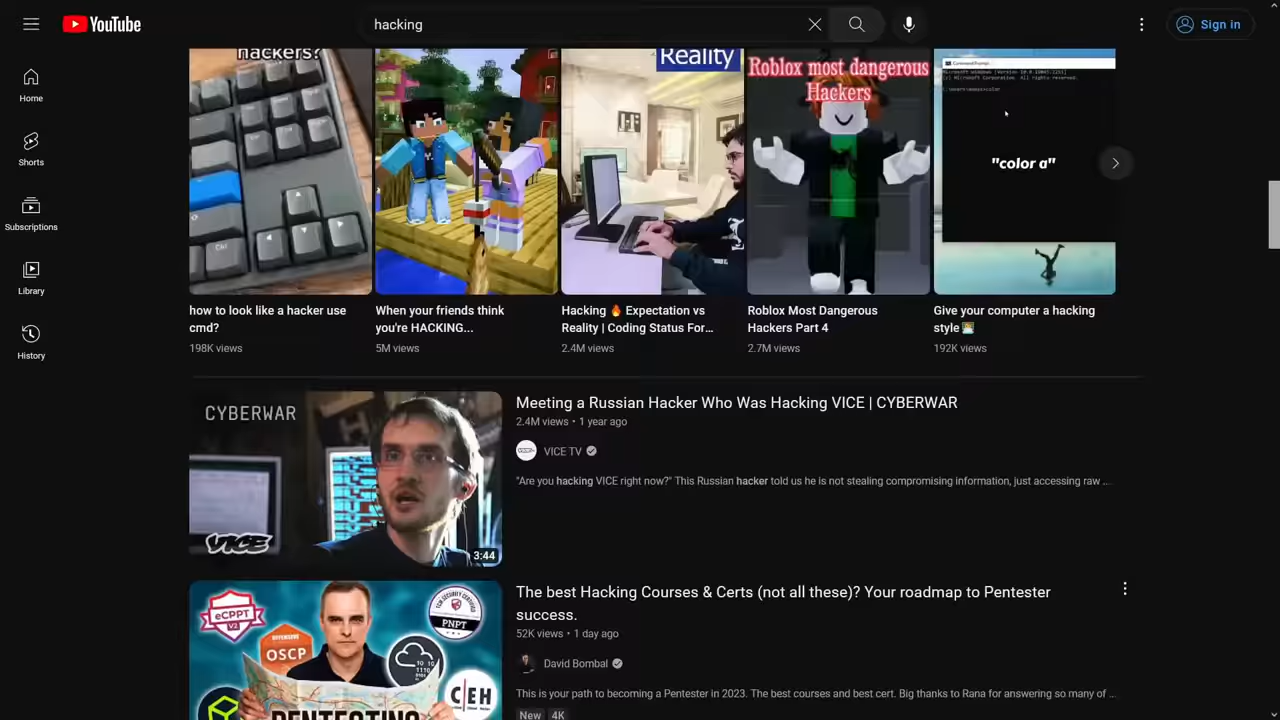 YouTube
hacking
Sign in
Home
Shorts
Subscriptions
Library
History
hackers?
Reality
Roblox most dangerous
Hackers
"color a"
how to look like a hacker use
cmd?
198K views
When your friends think
you're HACKING...
5M views
Hacking 🔥 Expectation vs
Reality | Coding Status For...
2.4M views
Roblox Most Dangerous
Hackers Part 4
2.7M views
Give your computer a hacking
style
192K views
CYBERWAR
VICE
3:44
Meeting a Russian Hacker Who Was Hacking VICE | CYBERWAR
2.4M views • 1 year ago
VICE TV
"Are you hacking VICE right now?" This Russian hacker told us he is not stealing compromising information, just accessing raw ...
eCPPT
V2
OFFENSIVE
OSCP
PNPT
C|EH
PENTESTING
The best Hacking Courses & Certs (not all these)? Your roadmap to Pentester
success.
52K views • 1 day ago
David Bombal
This is your path to becoming a Pentester in 2023. The best courses and best cert. Big thanks to Rana for answering so many of ...
New 4K